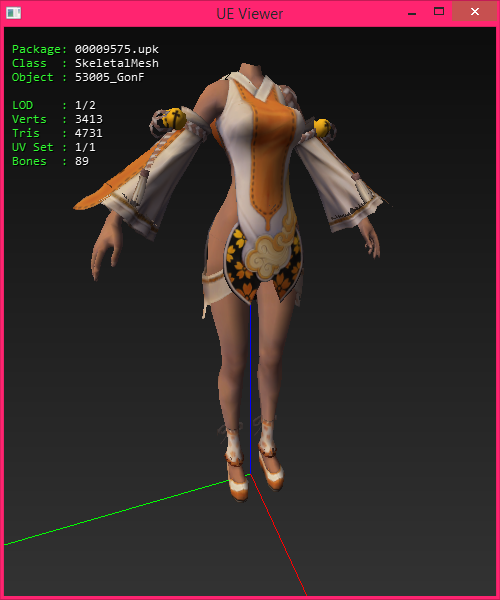 UE Viewer
Package: 00009575.upk
Class : SkeletalMesh
Object : 53005_GonF
LOD : 1/2
Verts : 3413
Tris : 4731
UV Set : 1/1
Bones : 89